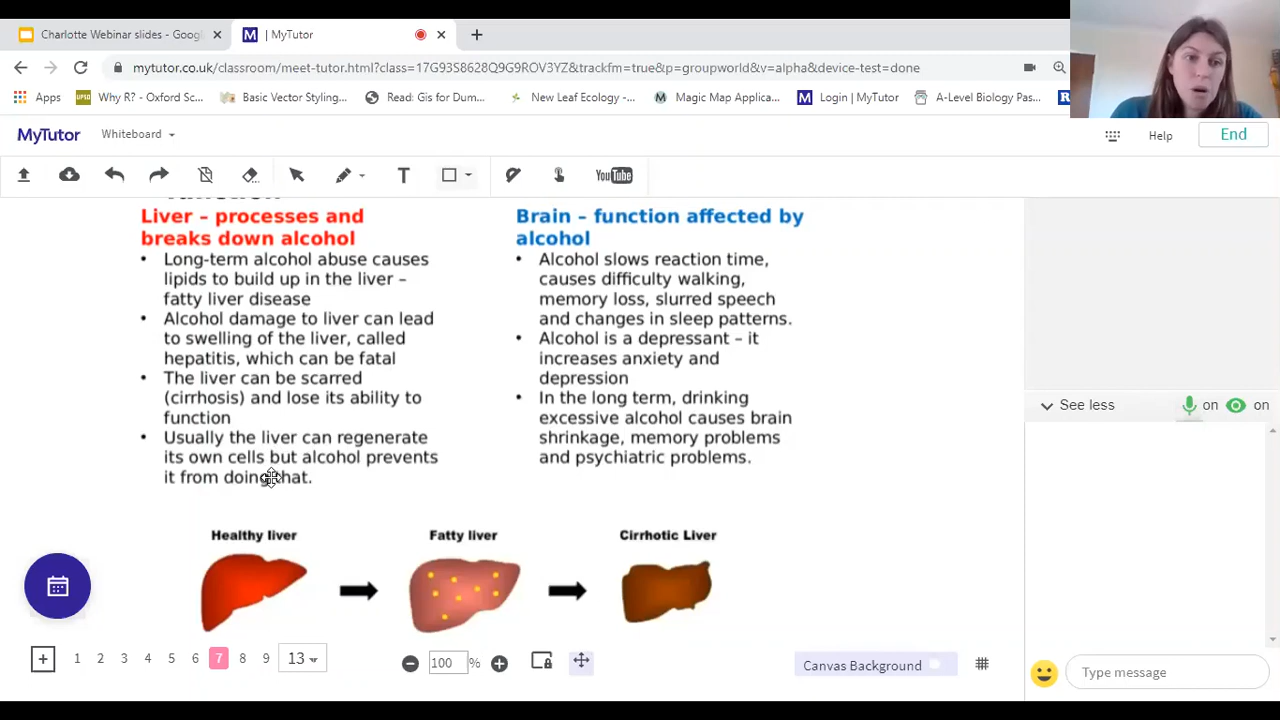 Charlotte Webinar slides - Goog
| MyTutor
mytutor.co.uk/classroom/meet-tutor.html?class=17G93S8628Q9G9ROV3YZ&trackfm=true&p=groupworld&v=alpha&device-test=done
Apps
Why R? - Oxford Sc...
Basic Vector Styling...
Read: Gis for Dum...
New Leaf Ecology -...
Magic Map Applica...
Login | MyTutor
A-Level Biology Pas...
MyTutor
Whiteboard
Help
End
T
YouTube
function
Liver – processes and
breaks down alcohol
• Long-term alcohol abuse causes
lipids to build up in the liver –
fatty liver disease
• Alcohol damage to liver can lead
to swelling of the liver, called
hepatitis, which can be fatal
• The liver can be scarred
(cirrhosis) and lose its ability to
function
• Usually the liver can regenerate
its own cells but alcohol prevents
it from doing that.
Brain – function affected by
alcohol
• Alcohol slows reaction time,
causes difficulty walking,
memory loss, slurred speech
and changes in sleep patterns.
• Alcohol is a depressant – it
increases anxiety and
depression
• In the long term, drinking
excessive alcohol causes brain
shrinkage, memory problems
and psychiatric problems.
Healthy liver
Fatty liver
Cirrhotic Liver
See less
on
on
1 2 3 4 5 6 7 8 9 13
100 %
Canvas Background
Type message